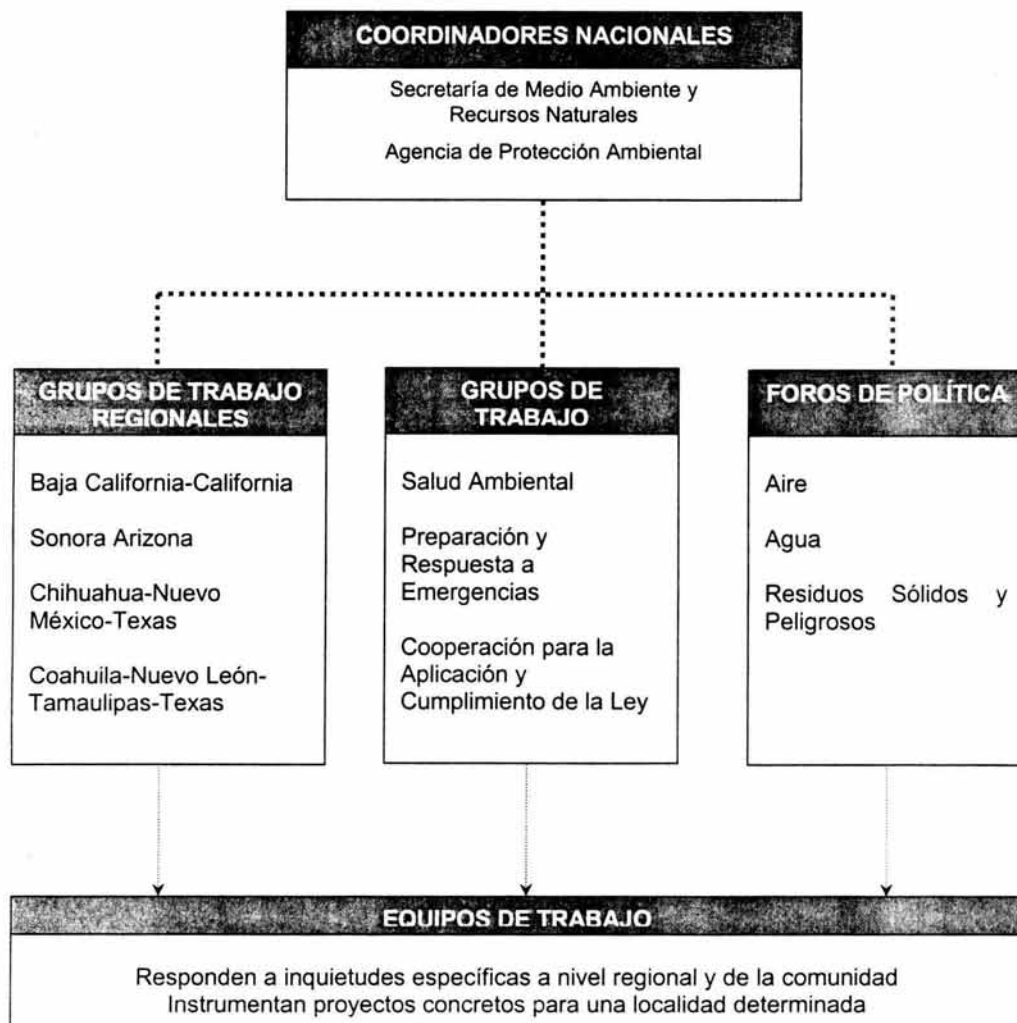 COORDINADORES NACIONALES
Secretaría de Medio Ambiente y
Recursos Naturales
Agencia de Protección Ambiental
GRUPOS DE TRABAJO
REGIONALES
Baja California-California
Sonora Arizona
Chihuahua-Nuevo
México-Texas
Coahuila-Nuevo León-
Tamaulipas-Texas
GRUPOS DE
TRABAJO
Salud Ambiental
Preparación y
Respuesta a
Emergencias
Cooperación para la
Aplicación y
Cumplimiento de la Ley
FOROS DE POLÍTICA
Aire
Agua
Residuos Sólidos y
Peligrosos
EQUIPOS DE TRABAJO
Responden a inquietudes específicas a nivel regional y de la comunidad
Instrumentan proyectos concretos para una localidad determinada